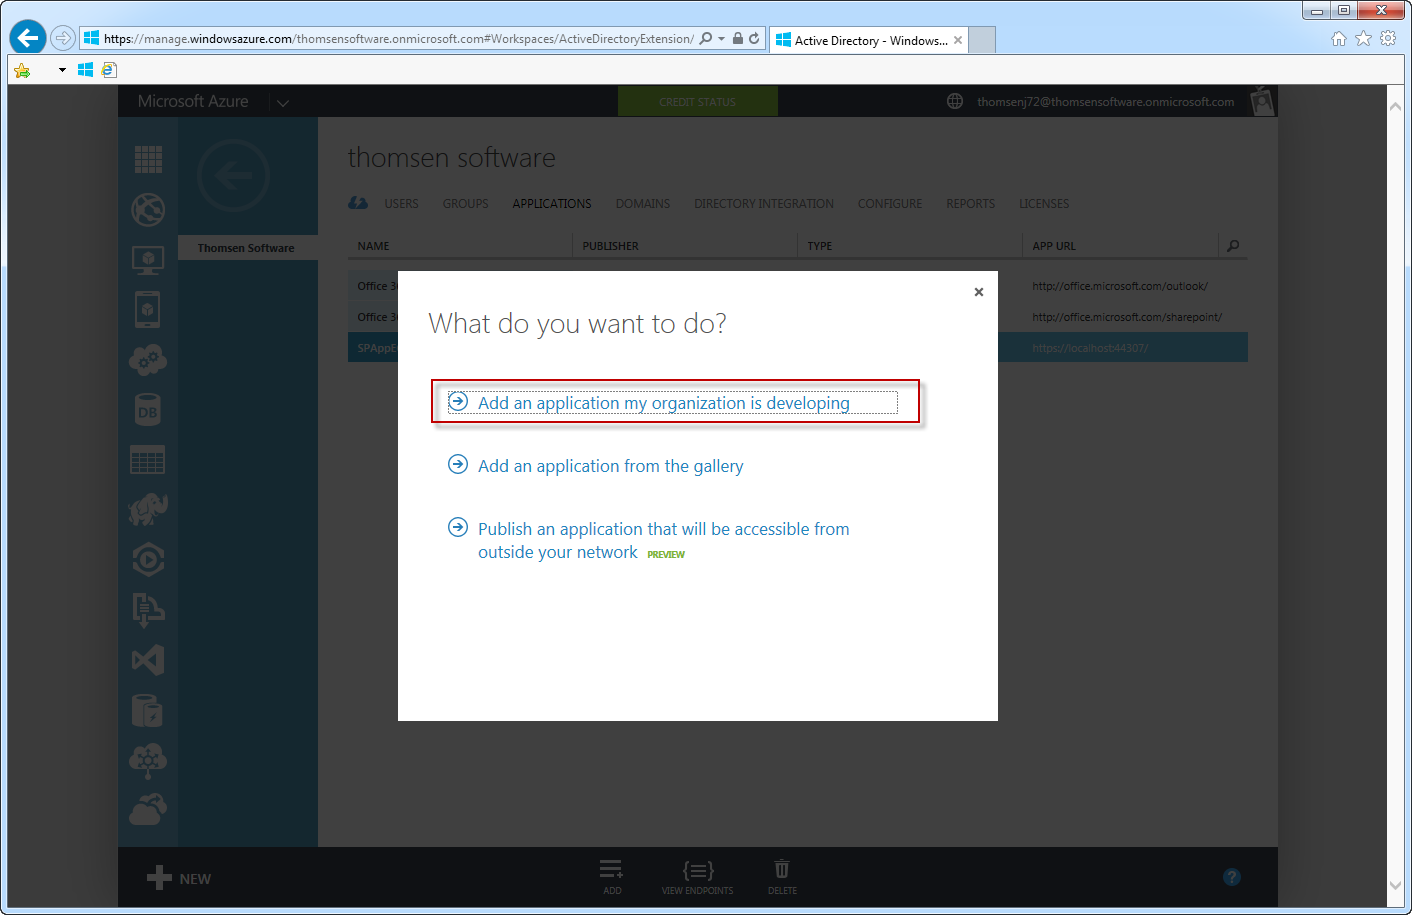 https://manage.windowsazure.com/thomsensoftware.onmicrosoft.com#Workspaces/ActiveDirectoryExtension/
Active Directory - Windows...
Microsoft Azure
CREDIT STATUS
thomsenj72@thomsensoftware.onmicrosoft.com
thomsen software
USERS GROUPS APPLICATIONS DOMAINS DIRECTORY INTEGRATION CONFIGURE REPORTS LICENSES
Thomsen Software
NAME PUBLISHER TYPE APP URL
Office 3 http://office.microsoft.com/outlook/
Office 3 http://office.microsoft.com/sharepoint/
SPAppE https://localhost:44307/
What do you want to do?
Add an application my organization is developing
Add an application from the gallery
Publish an application that will be accessible from
outside your network PREVIEW
DB
NEW
ADD
VIEW ENDPOINTS
DELETE